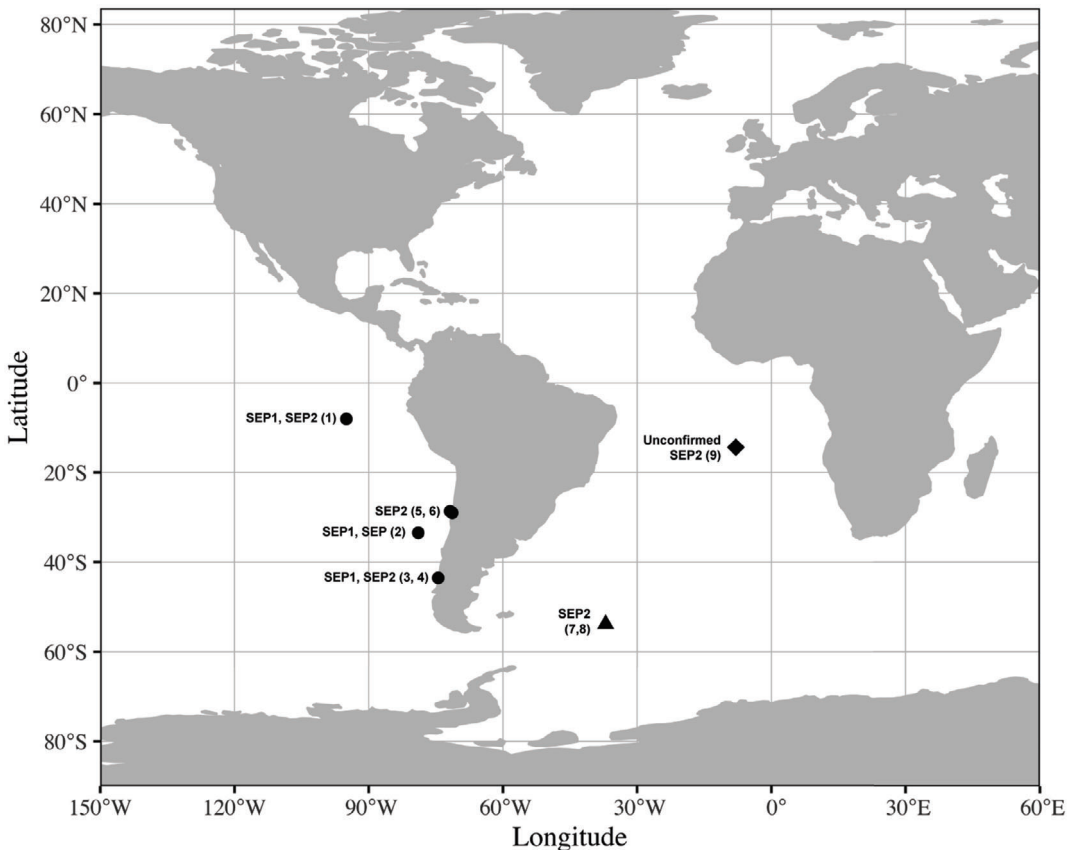 80°N
60°N
40°N
20°N
0°
20°S
40°S
60°S
80°S
Latitude
SEP1, SEP2 (1)
Unconfirmed
SEP2 (9)
SEP2 (5, 6)
SEP1, SEP (2)
SEP1, SEP2 (3, 4)
SEP2
(7,8)
150°W 120°W 90°W 60°W 30°W 0° 30°E 60°E
Longitude